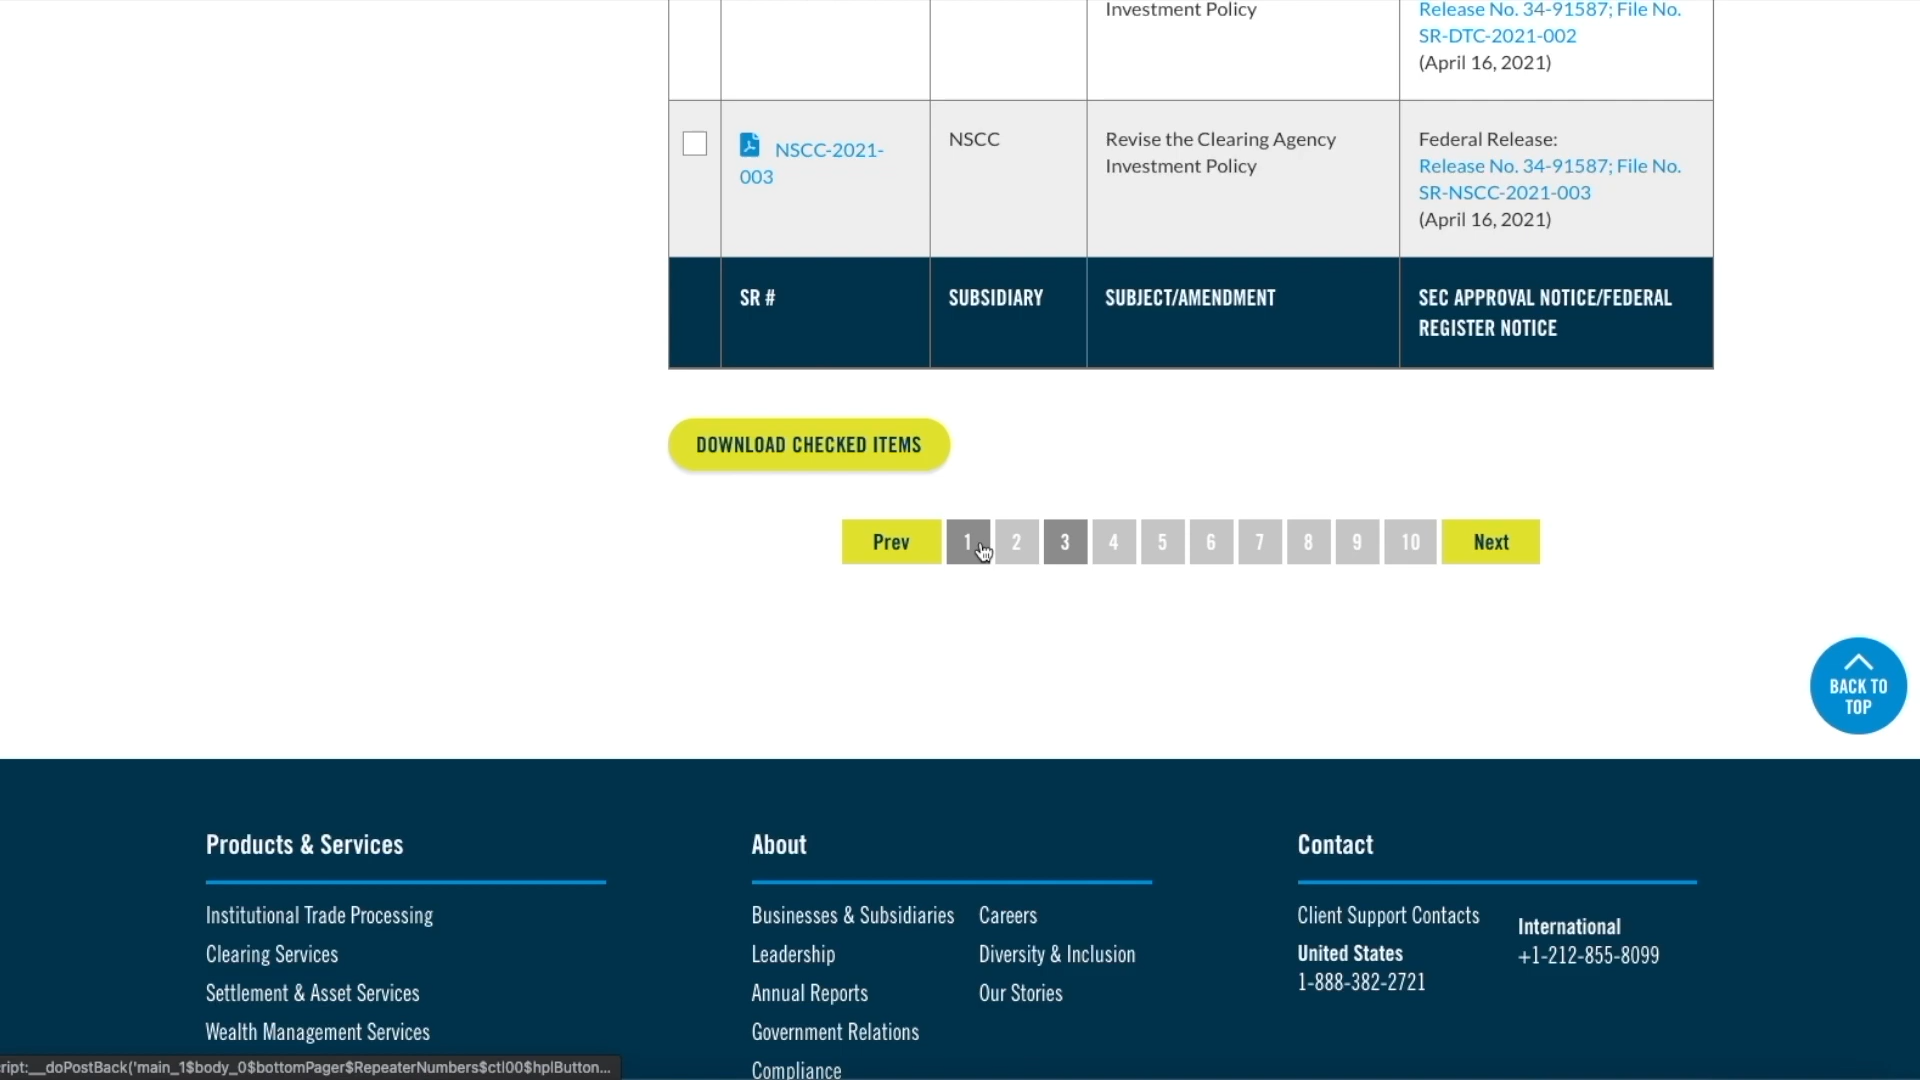 Investment Policy
Release No. 34-91587; File No.
SR-DTC-2021-002
(April 16, 2021)
NSCC-2021-
003
NSCC
Revise the Clearing Agency
Investment Policy
Federal Release:
Release No. 34-91587; File No.
SR-NSCC-2021-003
(April 16, 2021)
SR #
SUBSIDIARY
SUBJECT/AMENDMENT
SEC APPROVAL NOTICE/FEDERAL
REGISTER NOTICE
DOWNLOAD CHECKED ITEMS
Prev 1 2 3 4 5 6 7 8 9 10 Next
BACK TO
TOP
Products & Services
Institutional Trade Processing
Clearing Services
Settlement & Asset Services
Wealth Management Services
About
Businesses & Subsidiaries
Leadership
Annual Reports
Government Relations
Compliance
Careers
Diversity & Inclusion
Our Stories
Contact
Client Support Contacts
United States
1-888-382-2721
International
+1-212-855-8099
ript:__doPostBack('main_1$body_0$bottomPager$RepeaterNumbers$ctl00$hplButton...